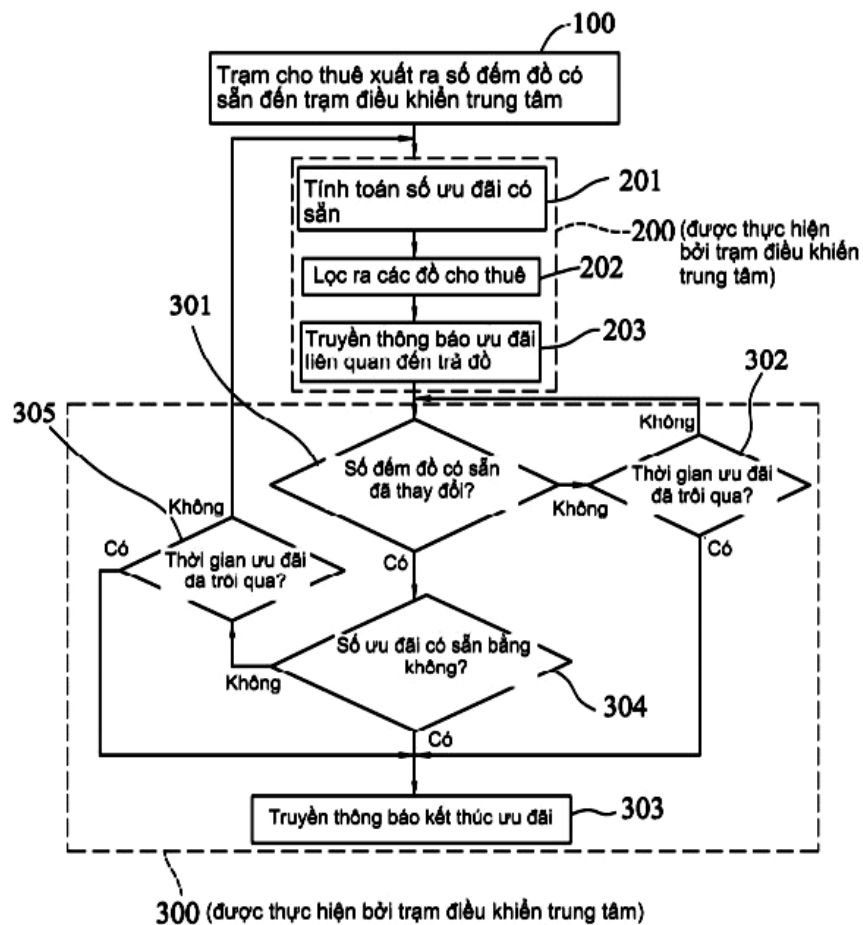 100
Trạm cho thuê xuất ra số đếm đồ có
sẵn đến trạm điều khiển trung tâm
Tính toán số ưu đãi có
sẵn
201
200 (được thực hiện
bởi trạm điều khiển
trung tâm)
Lọc ra các đồ cho thuê
202
Truyền thông báo ưu đãi
liên quan đến trả đồ
203
301
302
305
Không
Số đếm đồ có sẵn
đã thay đổi?
Không
Thời gian ưu đãi
đã trôi qua?
Không
Có
Thời gian ưu đãi
đã trôi qua?
Có
Có
Số ưu đãi có sẵn bằng
không?
Không
304
Có
Truyền thông báo kết thúc ưu đãi
303
300 (được thực hiện bởi trạm điều khiển trung tâm)